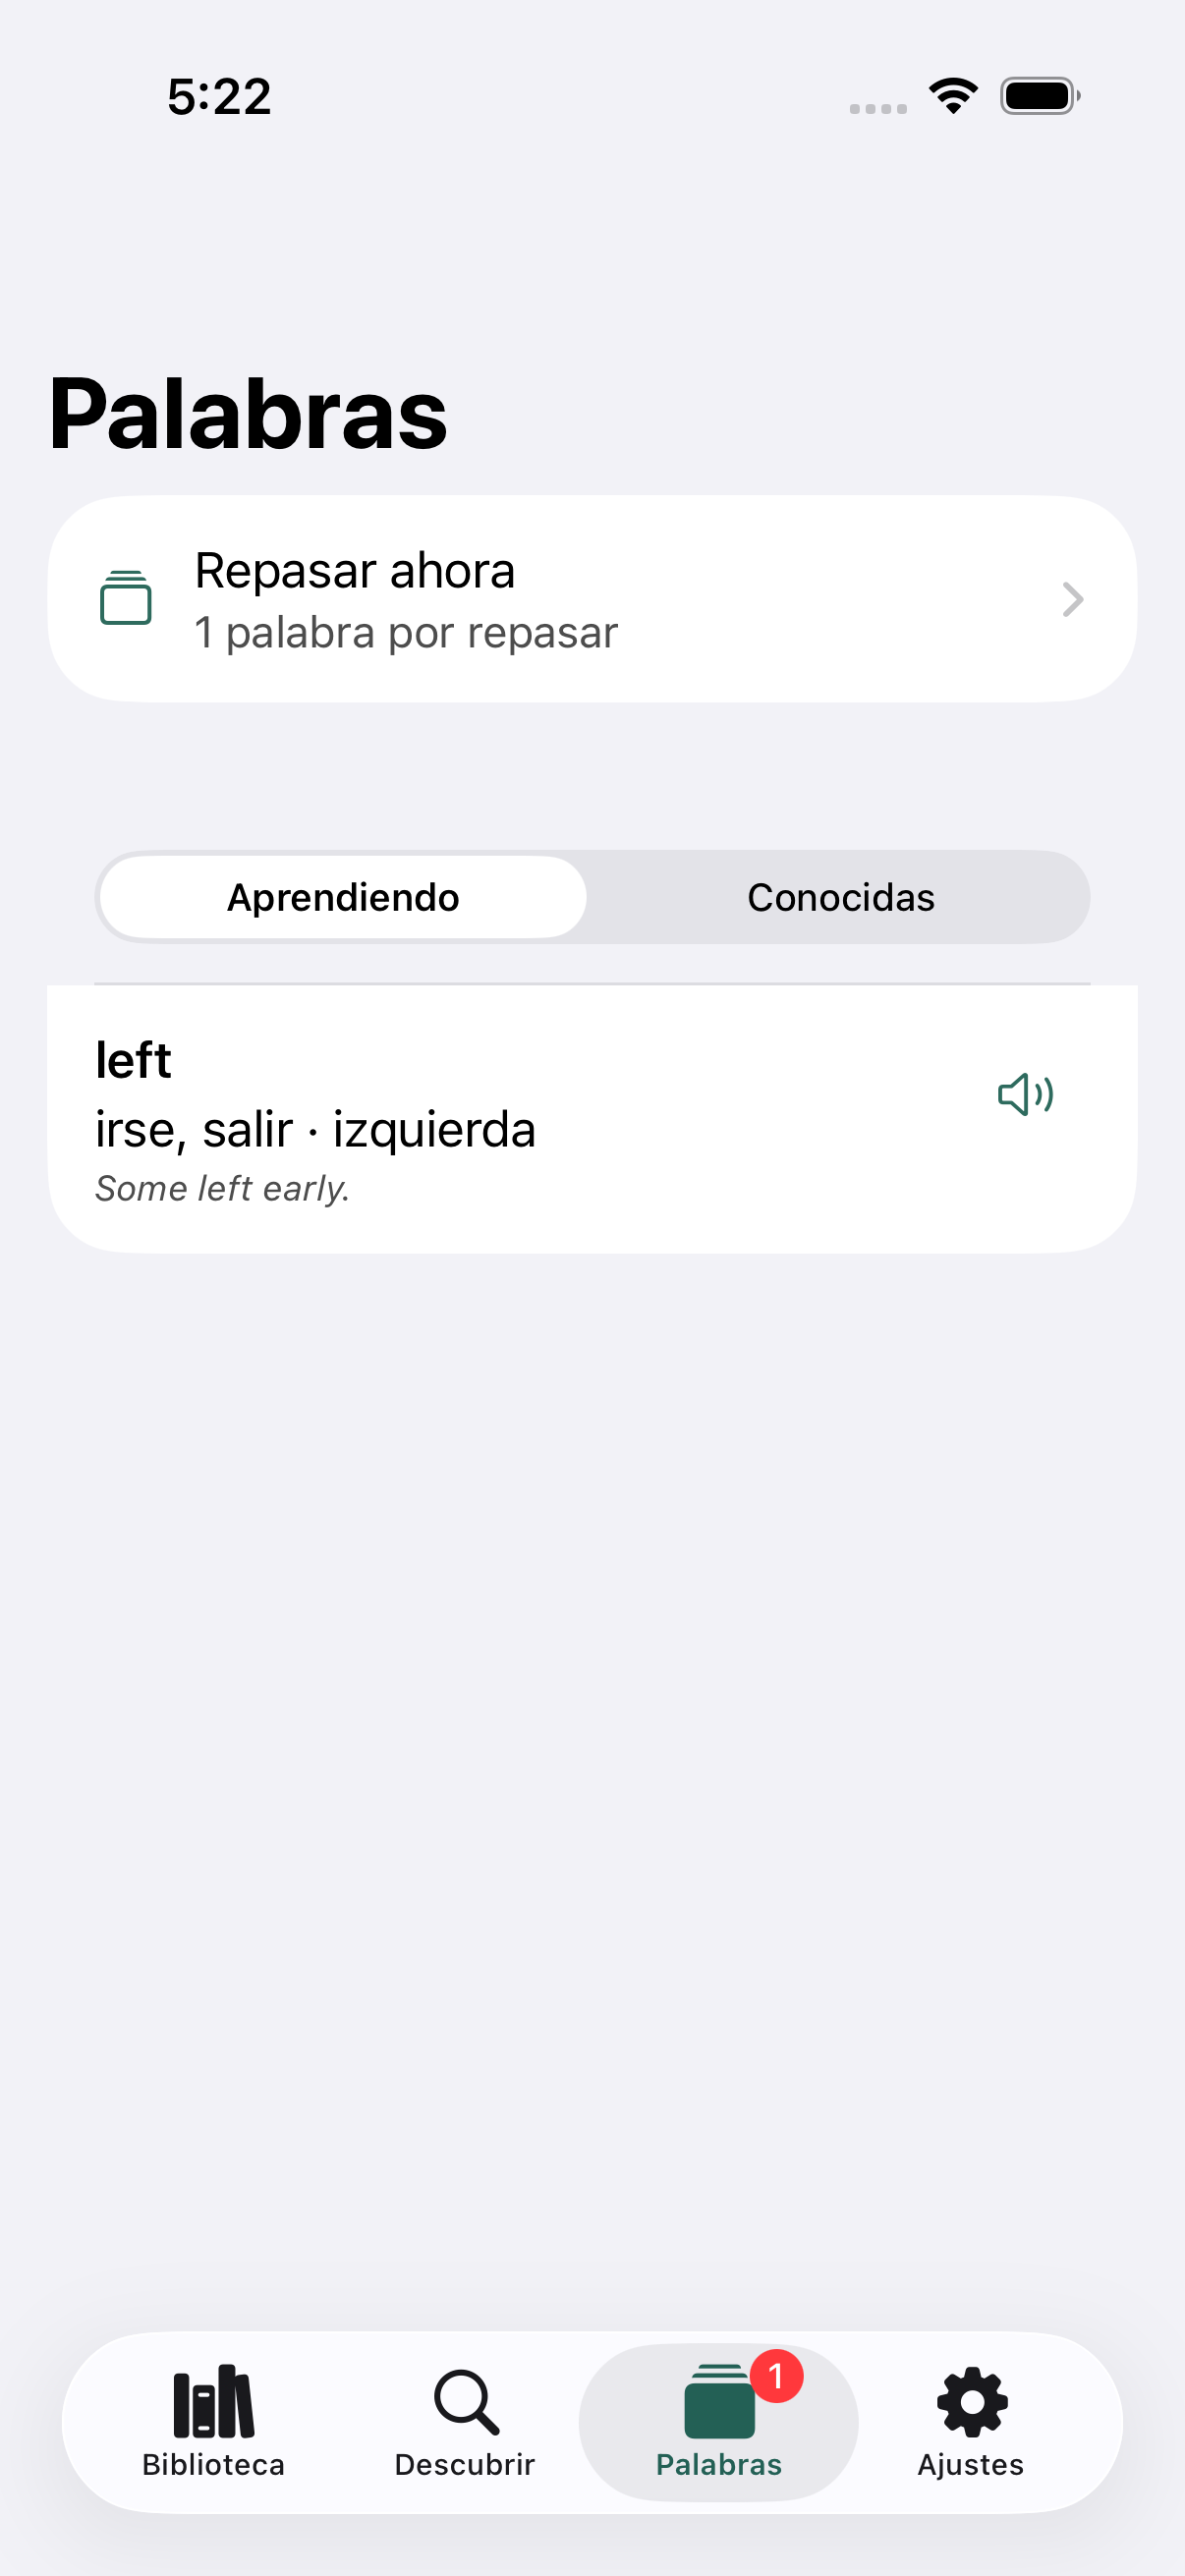 5:22
Palabras
Repasar ahora
1 palabra por repasar
Aprendiendo
Conocidas
left
irse, salir · izquierda
Some left early.
1
Biblioteca
Descubrir
Palabras
Ajustes